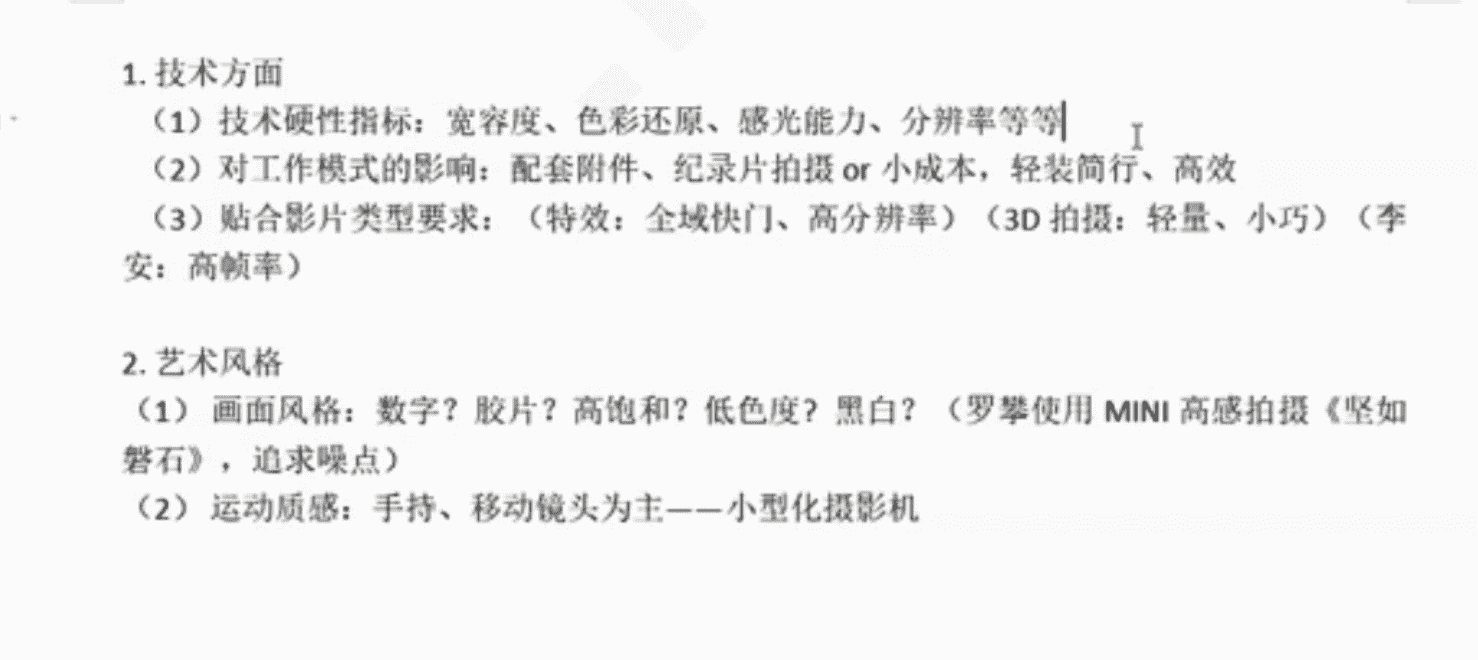 1. 技术方面
（1）技术硬性指标：宽容度、色彩还原、感光能力、分辨率等等
（2）对工作模式的影响：配套附件、纪录片拍摄 or 小成本，轻装简行、高效
（3）贴合影片类型要求：（特效：全域快门、高分辨率）（3D 拍摄：轻量、小巧）（李
安：高帧率）
2. 艺术风格
（1） 画面风格：数字？胶片？高饱和？低色度？黑白？（罗攀使用 MINI 高感拍摄《坚如
磐石》，追求噪点）
（2） 运动质感：手持、移动镜头为主——小型化摄影机